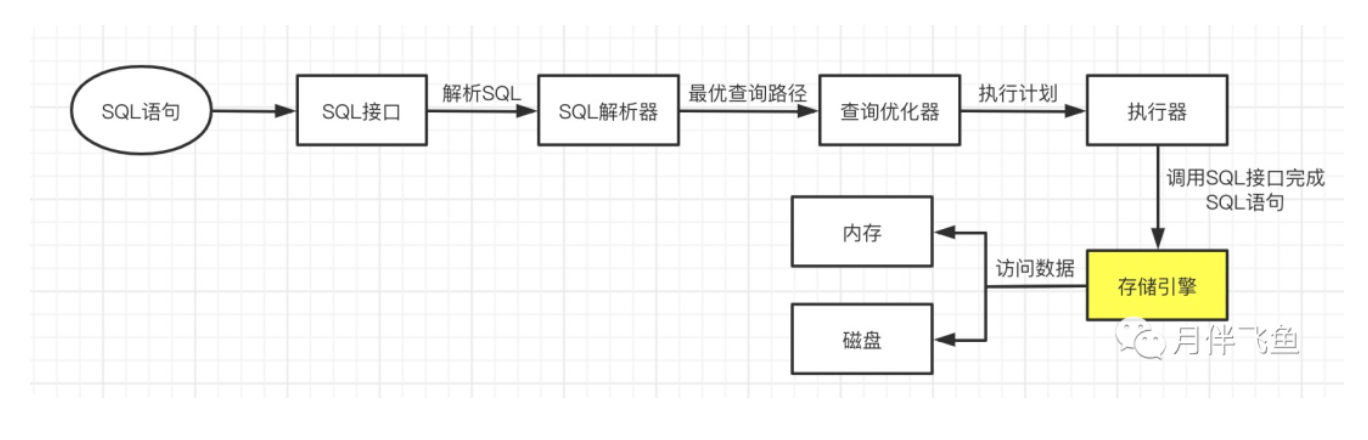 SQL语句
SQL接口
解析SQL
SQL解析器
最优查询路径
查询优化器
执行计划
执行器
调用SQL接口完成
SQL语句
内存
访问数据
存储引擎
磁盘
月伴飞鱼